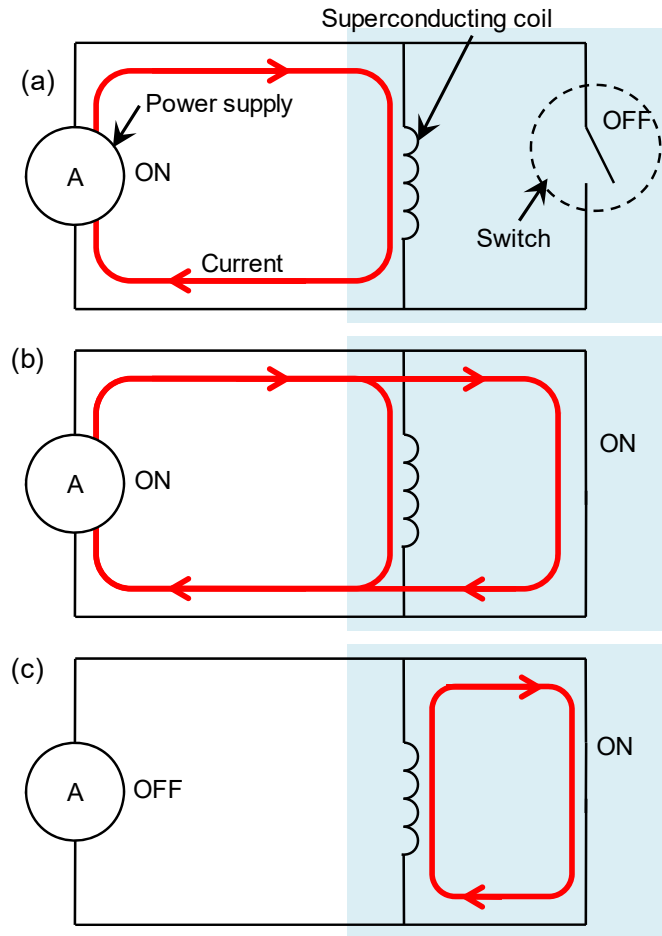 Superconducting coil
(a)
Power supply
OFF
A
ON
Switch
Current
(b)
ON
A
ON
(c)
ON
A
OFF